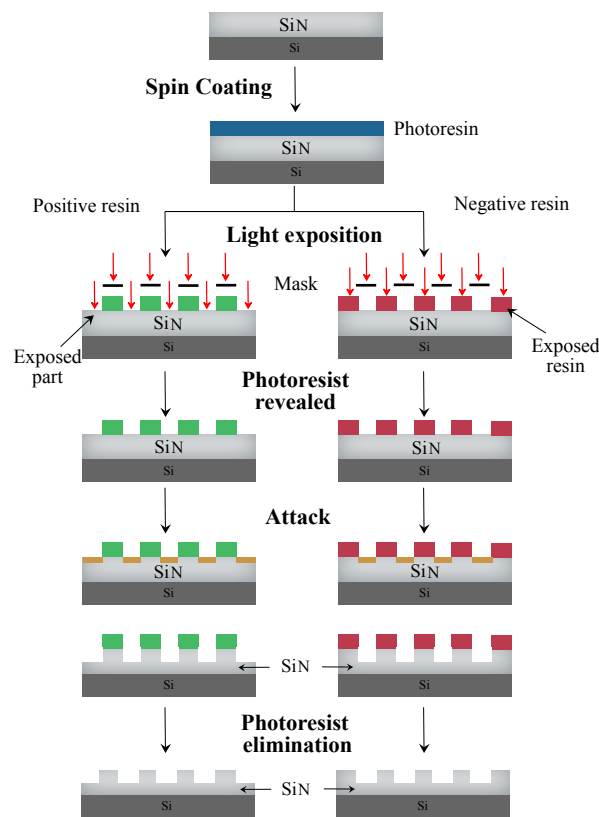 SiN
Si
Spin Coating
Photoresin
SiN
Si
Positive resin
Negative resin
Light exposition
Mask
SiN
SiN
Si
Si
Exposed
part
Exposed
resin
Photoresist
revealed
SiN
SiN
Si
Si
Attack
SiN
SiN
Si
Si
SiN
Si
Si
Photoresist
elimination
SiN
Si
Si